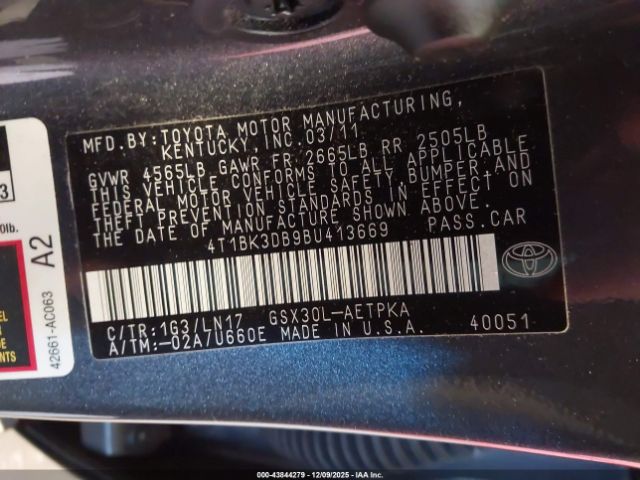 MFD.BY: TOYOTA MOTOR MANUFACTURING,
KENTUCKY, INC. 03/11
GVWR 4565LB GAWR FR 2665LB RR 2505LB
THIS VEHICLE CONFORMS TO ALL APPLICABLE
FEDERAL MOTOR VEHICLE SAFETY, BUMPER, AND
THEFT PREVENTION STANDARDS IN EFFECT ON
THE DATE OF MANUFACTURE SHOWN ABOVE.
4T1BK3DB9BU413669 PASS. CAR
C/TR: 1G3/LN17 GSX30L-AETPKA
A/TM:-02A/U660E MADE IN U.S.A. 40051
3
0lb.
A2
42661-AC063
E
ENTS
000-43844279 | 12/09/2025 | IAA Inc.